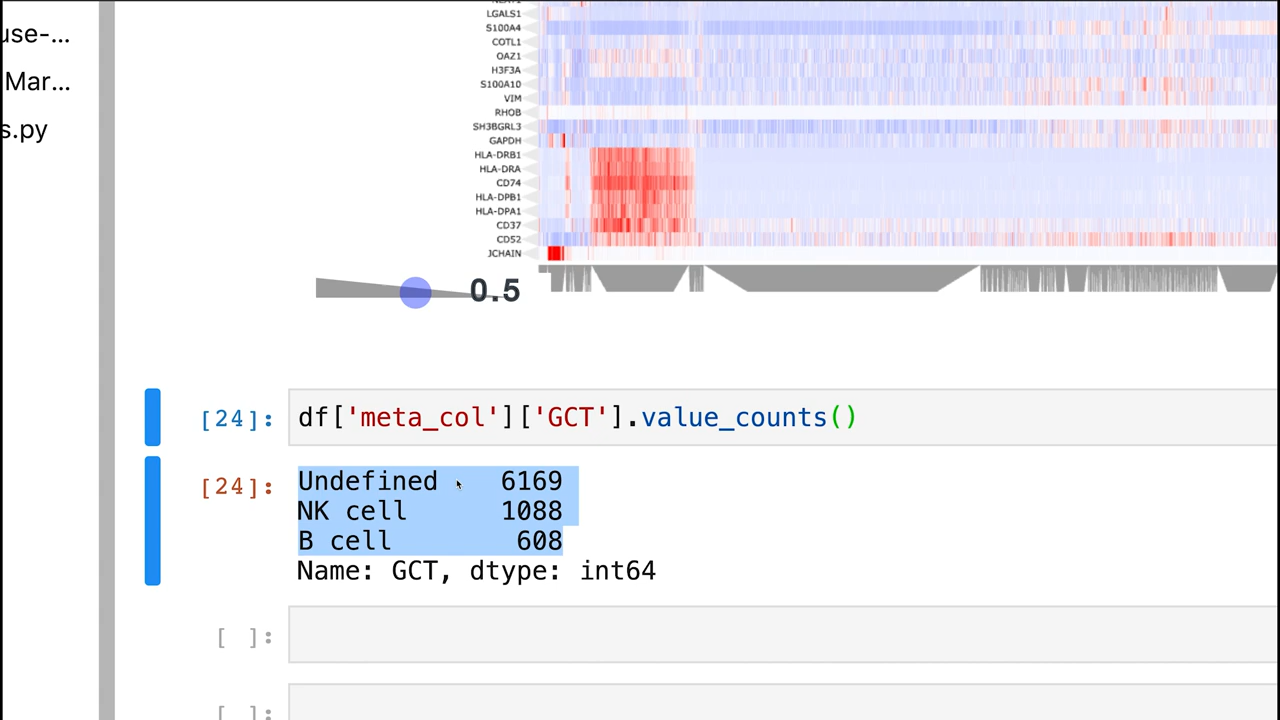 use-...
Mar...
s.py
LGALS1
S100A4
COTL1
OAZ1
H3F3A
S100A10
VIM
RHOB
SH3BGRL3
GAPDH
HLA-DRB1
HLA-DRA
CD74
HLA-DPB1
HLA-DPA1
CD37
CD52
JCHAIN
0.5
[24]: df['meta_col']['GCT'].value_counts()
[24]: Undefined 6169
NK cell 1088
B cell 608
Name: GCT, dtype: int64
[ ]:
[ ]: